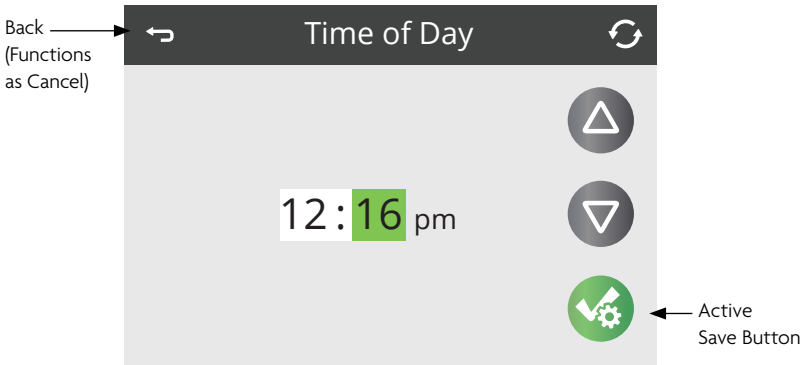 Back
(Functions
as Cancel)
Time of Day
12:16 pm
Active
Save Button